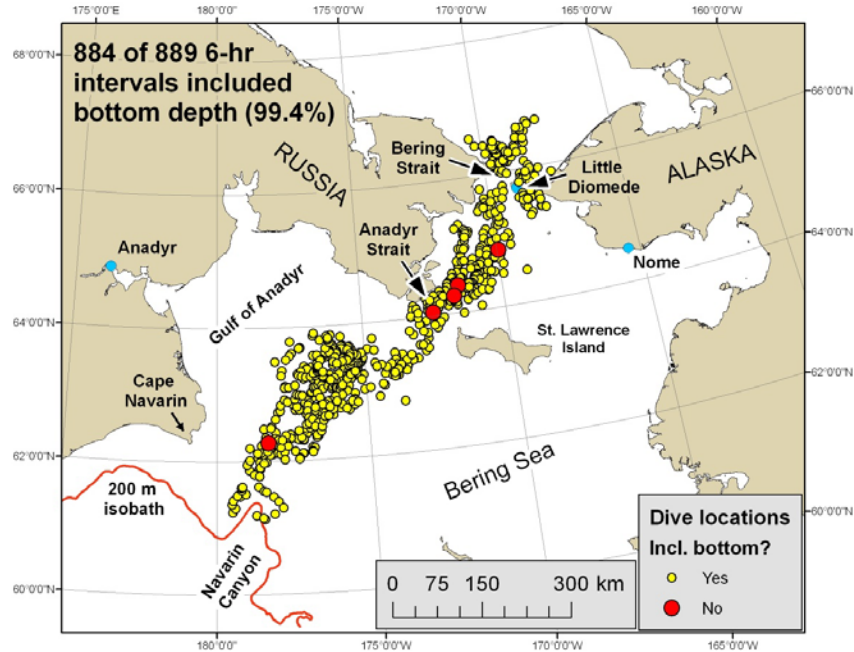 175°0'0"E
180°0'0"
175°0'0"W
170°0'0"W
165°0'0"W
160°0'0"W
884 of 889 6-hr
intervals included
bottom depth (99.4%)
68°0'0"N
66°0'0"N
64°0'0"N
62°0'0"N
60°0'0"N
66°0'0"N
64°0'0"N
62°0'0"N
60°0'0"N
RUSSIA
Bering
Strait
Little
Diomede
ALASKA
Anadyr
Strait
Anadyr
Nome
Gulf of Anadyr
St. Lawrence
Island
Cape
Navarin
Bering Sea
200 m
isobath
Navarin
Canyon
0 75 150 300 km
Dive locations
Incl. bottom?
Yes
No
180°0'0"
175°0'0"W
170°0'0"W
165°0'0"W